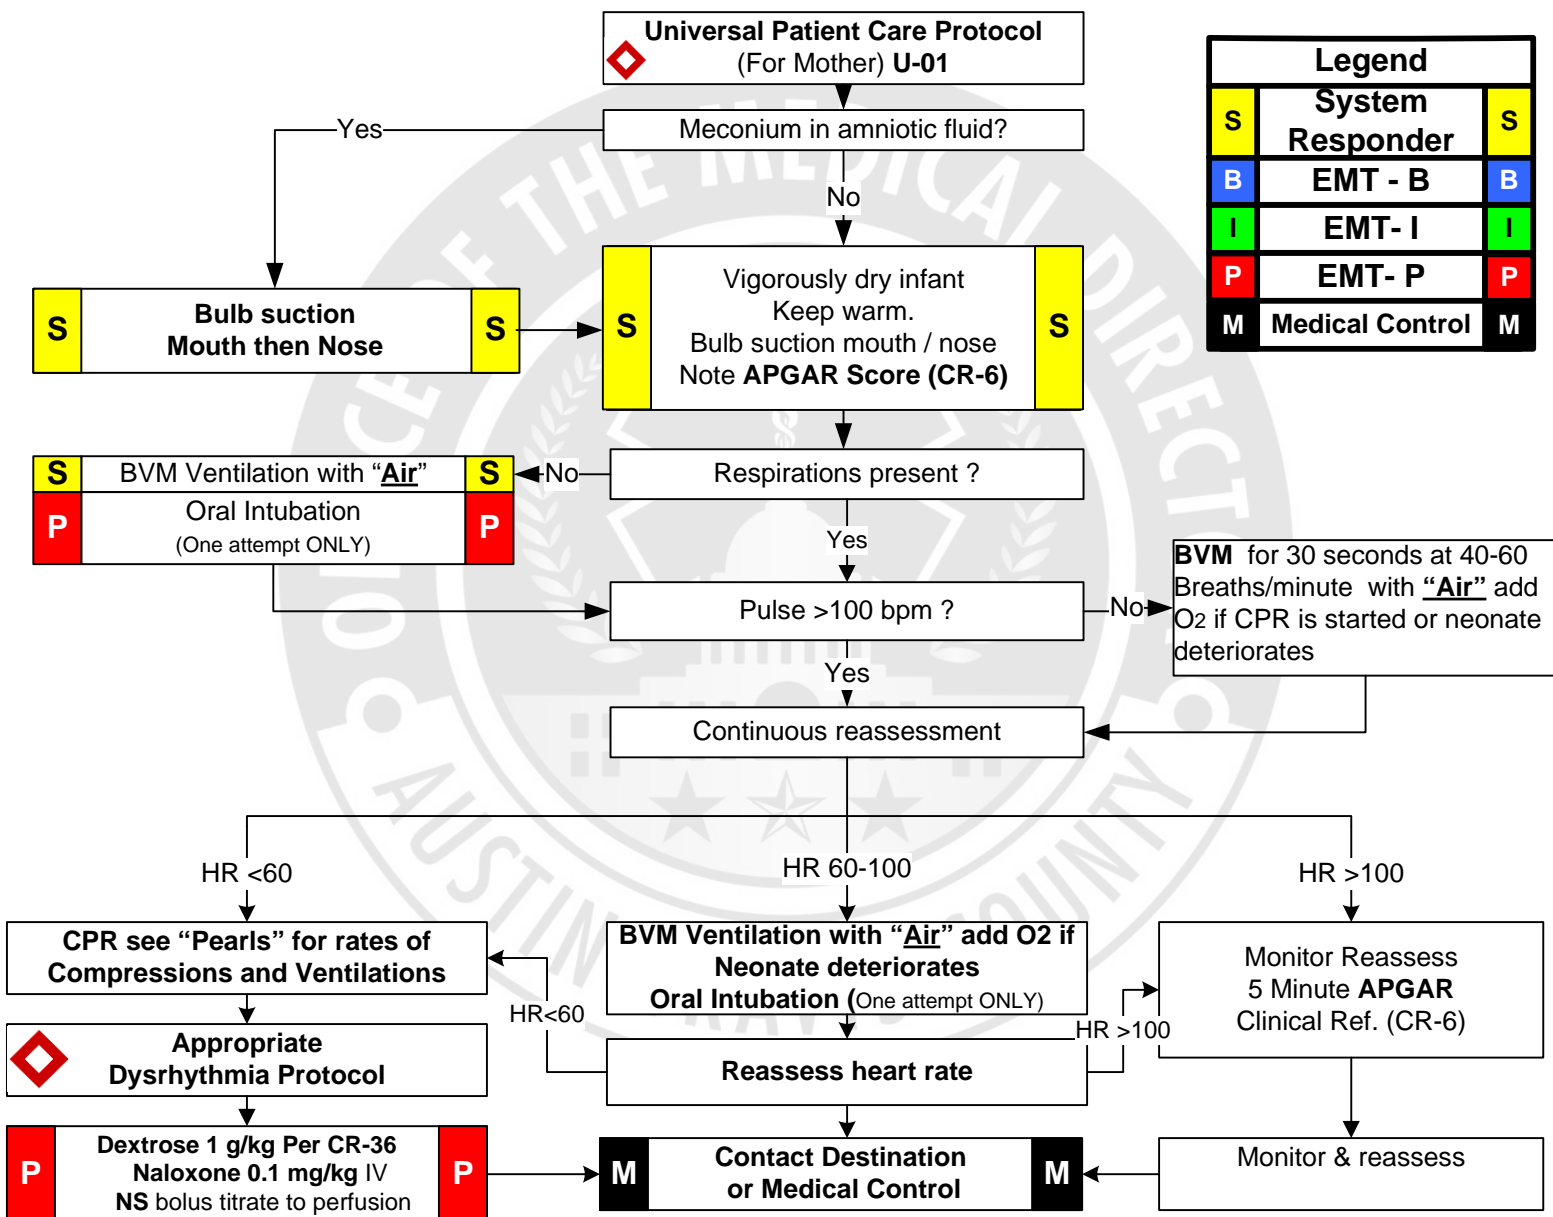 Universal Patient Care Protocol
(For Mother) U-01
Legend
S System Responder S
B EMT - B B
I EMT- I I
P EMT- P P
M Medical Control M
Meconium in amniotic fluid?
Yes
No
S Bulb suction S
Mouth then Nose
S Vigorously dry infant S
Keep warm.
Bulb suction mouth / nose
Note APGAR Score (CR-6)
Respirations present ?
No
S BVM Ventilation with “Air” S
P Oral Intubation P
(One attempt ONLY)
Yes
Pulse >100 bpm ?
No
BVM for 30 seconds at 40-60
Breaths/minute with “Air” add
O2 if CPR is started or neonate
deteriorates
Yes
Continuous reassessment
HR <60
HR 60-100
HR >100
CPR see “Pearls” for rates of
Compressions and Ventilations
BVM Ventilation with “Air” add O2 if
Neonate deteriorates
Oral Intubation (One attempt ONLY)
Monitor Reassess
5 Minute APGAR
Clinical Ref. (CR-6)
HR<60
HR >100
Appropriate
Dysrhythmia Protocol
Reassess heart rate
P Dextrose 1 g/kg Per CR-36 P
Naloxone 0.1 mg/kg IV
NS bolus titrate to perfusion
M Contact Destination M
or Medical Control
Monitor & reassess
OFFICE OF THE MEDICAL DIRECTOR
AUSTIN TRAVIS COUNTY